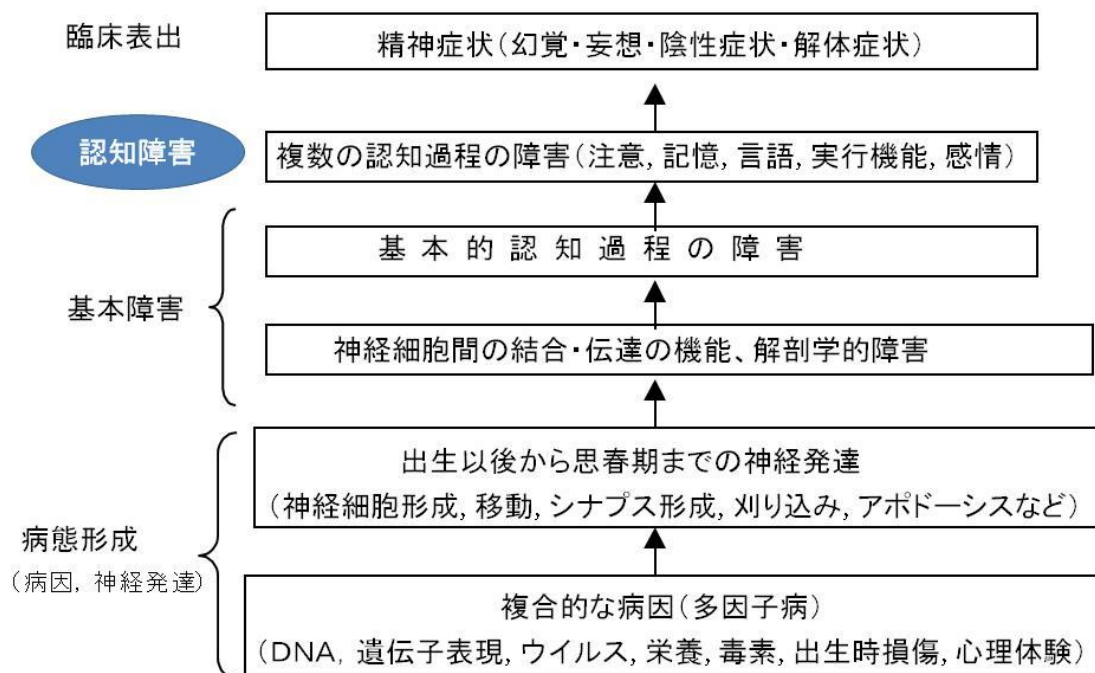 臨床表出
精神症状(幻覚・妄想・陰性症状・解体症状)
認知障害
複数の認知過程の障害(注意, 記憶, 言語, 実行機能, 感情)
基本障害
基本的認知過程の障害
神経細胞間の結合・伝達の機能、解剖学的障害
病態形成
(病因, 神経発達)
出生以後から思春期までの神経発達
(神経細胞形成, 移動, シナプス形成, 刈り込み, アポドーシスなど)
複合的な病因(多因子病)
(DNA, 遺伝子表現, ウイルス, 栄養, 毒素, 出生時損傷, 心理体験)